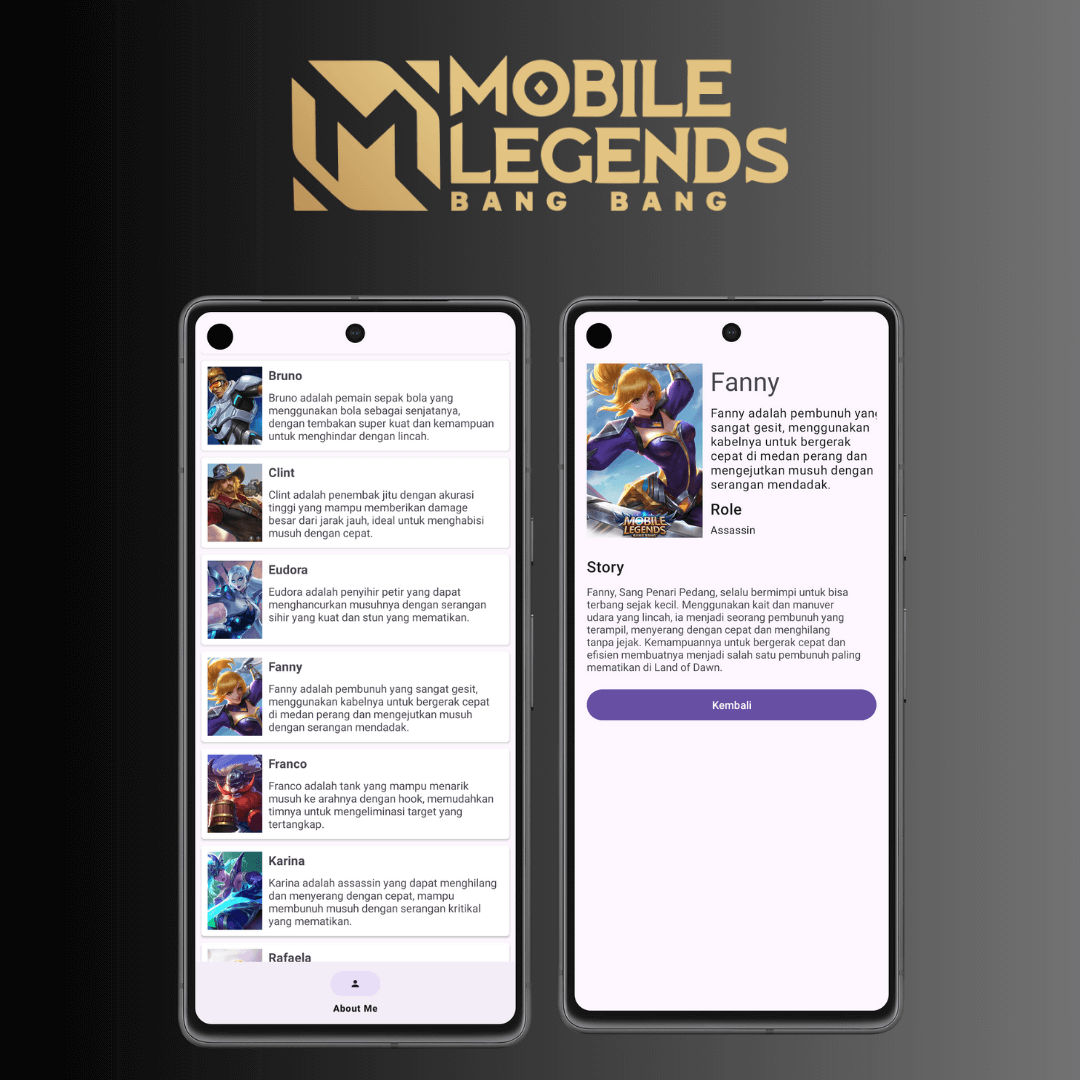 MOBILE
LEGENDS
BANG BANG
Bruno
Bruno adalah pemain sepak bola yang
menggunakan bola sebagai senjatanya,
dengan tembakan super kuat dan kemampuan
untuk menghindar dengan lincah.
Clint
Clint adalah penembak jitu dengan akurasi
tinggi yang mampu memberikan damage
besar dari jarak jauh, ideal untuk menghabisi
musuh dengan cepat.
Eudora
Eudora adalah penyihir petir yang dapat
menghancurkan musuhnya dengan serangan
sihir yang kuat dan stun yang mematikan.
Fanny
Fanny adalah pembunuh yang sangat gesit,
menggunakan kabelnya untuk bergerak cepat
di medan perang dan mengejutkan musuh
dengan serangan mendadak.
Franco
Franco adalah tank yang mampu menarik
musuh ke arahnya dengan hook, memudahkan
timnya untuk mengeliminasi target yang
tertangkap.
Karina
Karina adalah assassin yang dapat menghilang
dan menyerang dengan cepat, mampu
membunuh musuh dengan serangan kritikal
yang mematikan.
Rafaela
About Me
MOBILE
LEGENDS
Fanny
Fanny adalah pembunuh yang
sangat gesit, menggunakan
kabelnya untuk bergerak
cepat di medan perang dan
mengejutkan musuh dengan
serangan mendadak.
Role
Assassin
Story
Fanny, Sang Penari Pedang, selalu bermimpi untuk bisa
terbang sejak kecil. Menggunakan kait dan manuver
udara yang lincah, ia menjadi seorang pembunuh yang
terampil, menyerang dengan cepat dan menghilang
tanpa jejak. Kemampuannya untuk bergerak cepat dan
efisien membuatnya menjadi salah satu pembunuh paling
mematikan di Land of Dawn.
Kembali